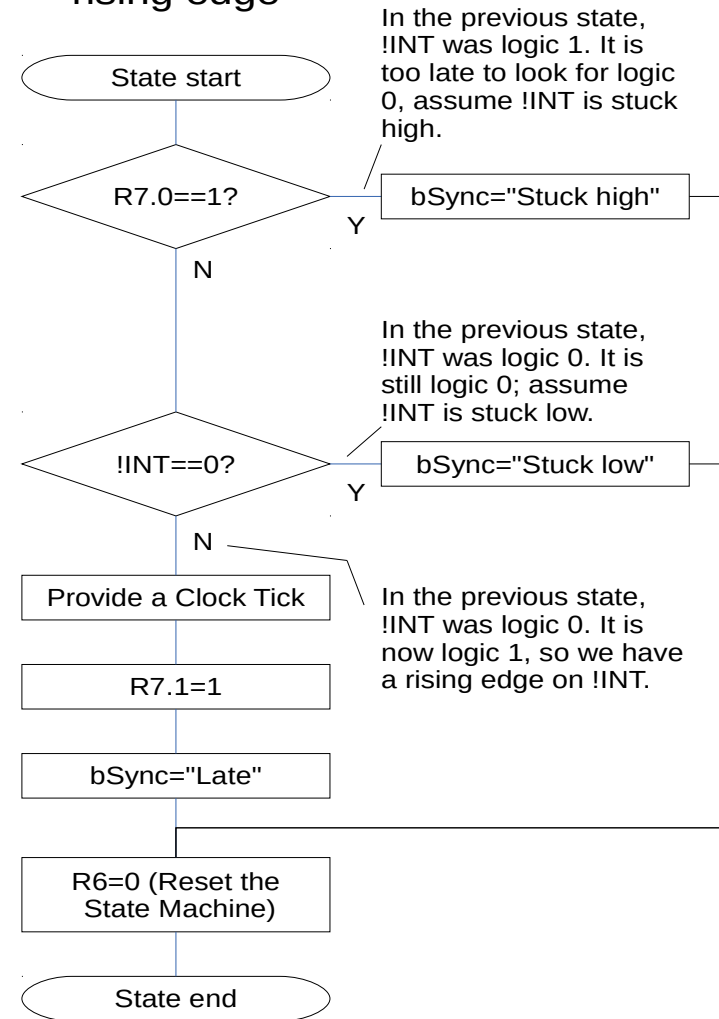 rising edge
In the previous state,
!INT was logic 1. It is
too late to look for logic
0, assume !INT is stuck
high.
State start
R7.0==1?
bSync="Stuck high"
Y
N
In the previous state,
!INT was logic 0. It is
still logic 0; assume
!INT is stuck low.
!INT==0?
bSync="Stuck low"
Y
N
Provide a Clock Tick
In the previous state,
!INT was logic 0. It is
now logic 1, so we have
a rising edge on !INT.
R7.1=1
bSync="Late"
R6=0 (Reset the
State Machine)
State end